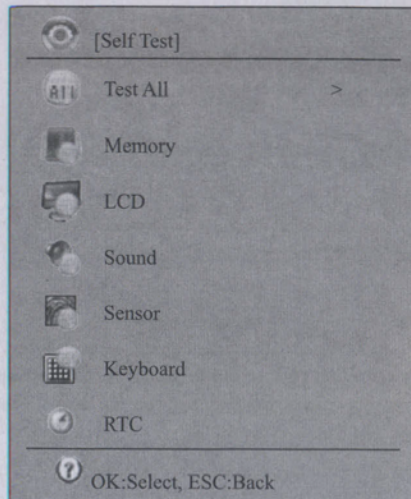 [Self Test]
All Test All >
Memory
LCD
Sound
Sensor
Keyboard
RTC
? OK:Select, ESC:Back